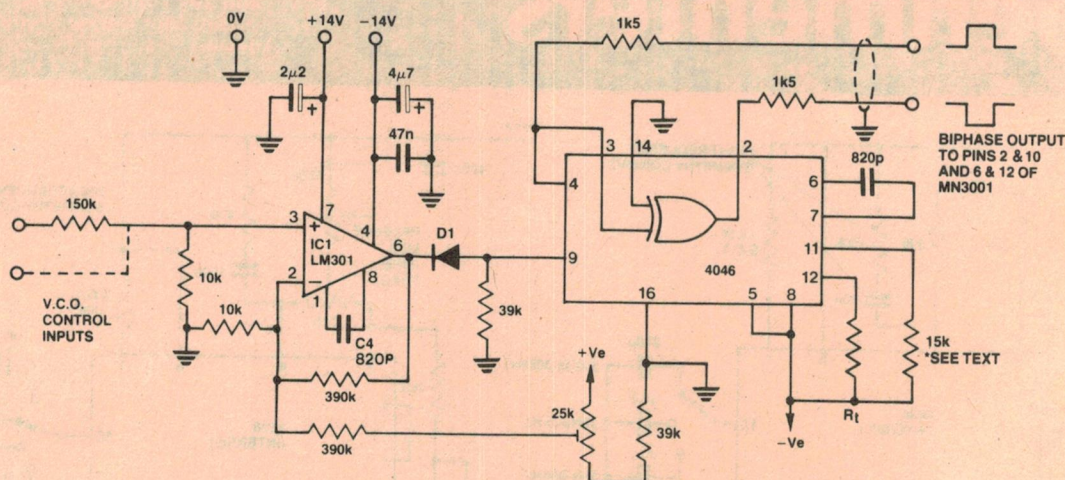 0V
+14V
−14V
1k5
2µ2
+
4µ7
+
47n
1k5
BIPHASE OUTPUT
TO PINS 2 & 10
AND 6 & 12 OF
MN3001
3
14
2
820p
4
6
7
150k
3
+
7
IC1
LM301
4
6
D1
11
9
4046
12
2
−
8
1
10k
10k
V.C.O.
CONTROL
INPUTS
C4
820P
39k
16
5
8
15k
*SEE TEXT
390k
+Ve
25k
39k
Rt
−Ve
390k